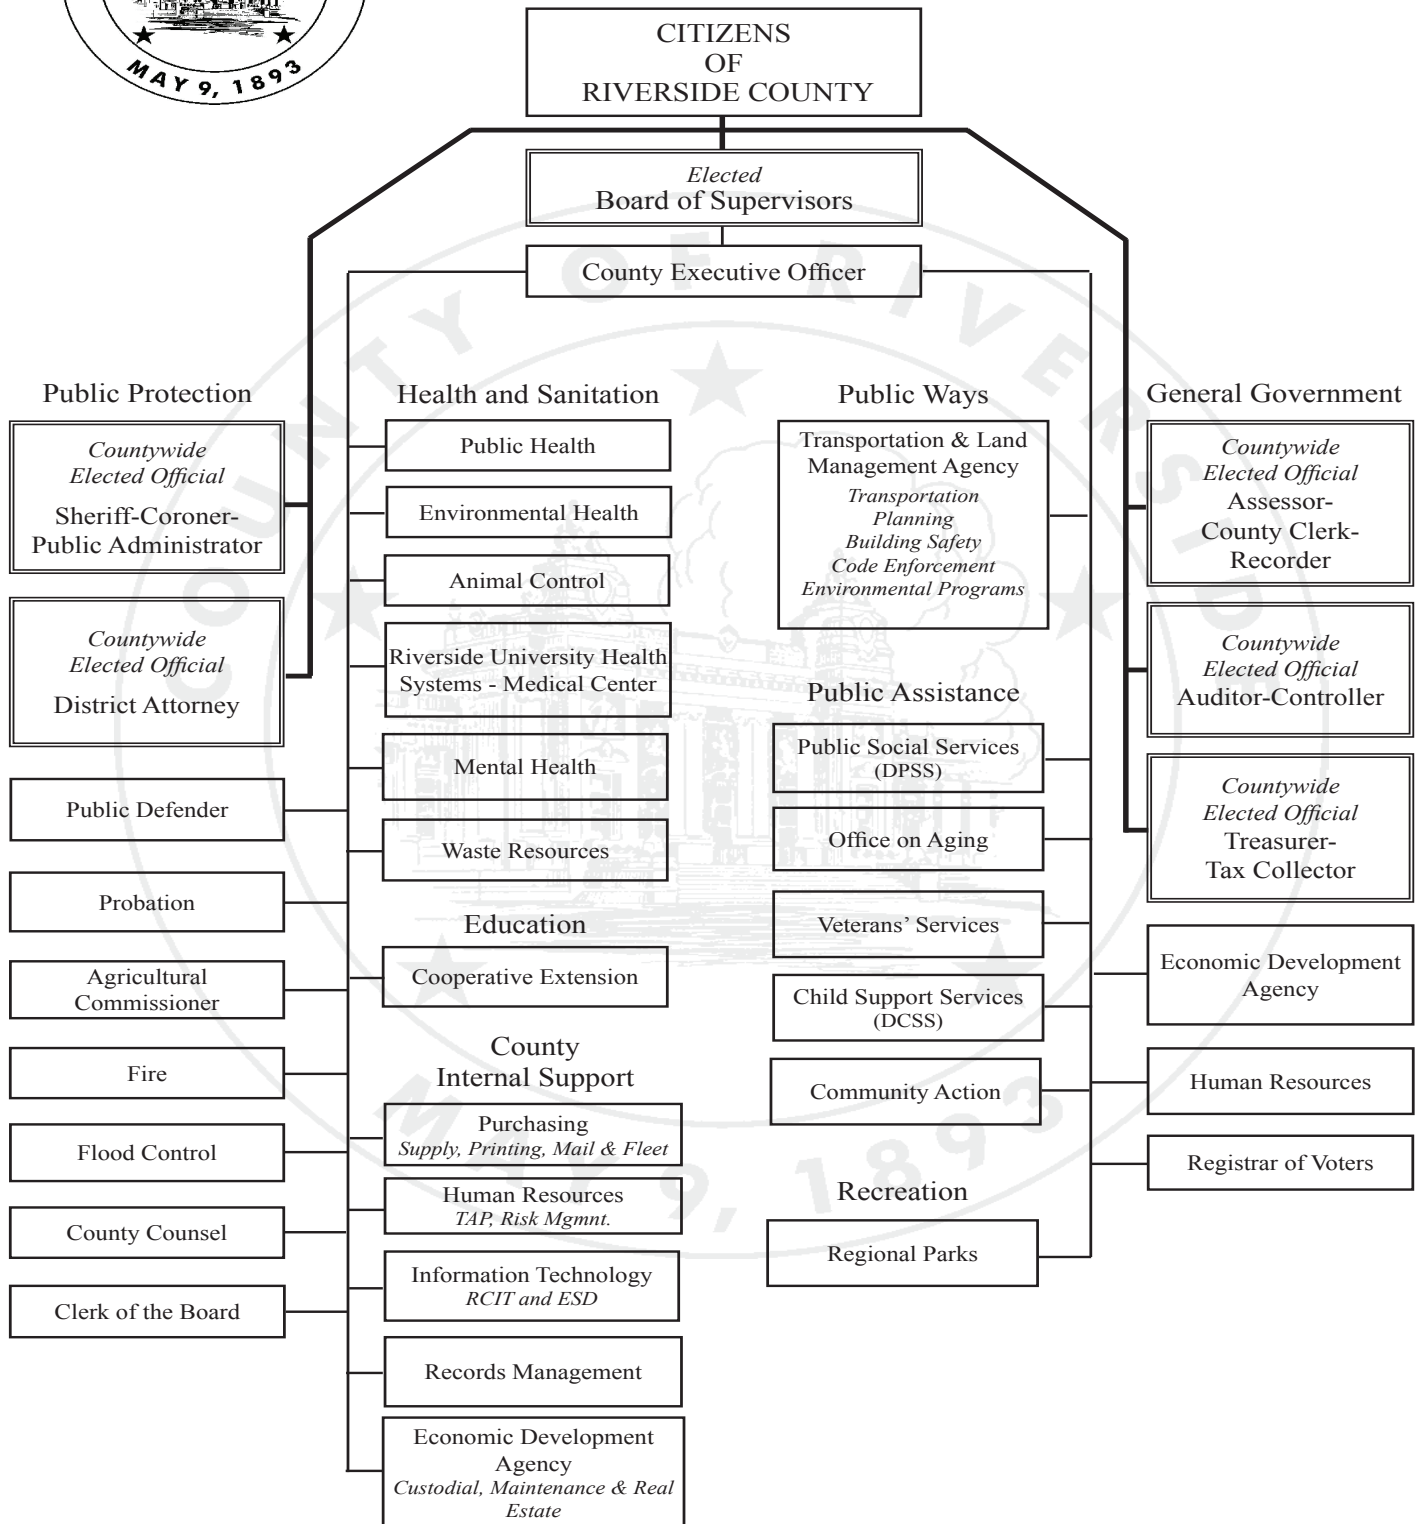 MAY 9, 1893
CITIZENS
OF
RIVERSIDE COUNTY
Elected
Board of Supervisors
County Executive Officer
Public Protection
Countywide
Elected Official
Sheriff-Coroner-
Public Administrator
Countywide
Elected Official
District Attorney
Public Defender
Probation
Agricultural
Commissioner
Fire
Flood Control
County Counsel
Clerk of the Board
Health and Sanitation
Public Health
Environmental Health
Animal Control
Riverside University Health
Systems - Medical Center
Mental Health
Waste Resources
Education
Cooperative Extension
County
Internal Support
Purchasing
Supply, Printing, Mail & Fleet
Human Resources
TAP, Risk Mgmnt.
Information Technology
RCIT and ESD
Records Management
Economic Development
Agency
Custodial, Maintenance & Real
Estate
Public Ways
Transportation & Land
Management Agency
Transportation
Planning
Building Safety
Code Enforcement
Environmental Programs
Public Assistance
Public Social Services
(DPSS)
Office on Aging
Veterans’ Services
Child Support Services
(DCSS)
Community Action
Recreation
Regional Parks
General Government
Countywide
Elected Official
Assessor-
County Clerk-
Recorder
Countywide
Elected Official
Auditor-Controller
Countywide
Elected Official
Treasurer-
Tax Collector
Economic Development
Agency
Human Resources
Registrar of Voters
COUNTY OF RIVERSIDE
MAY 9, 1893